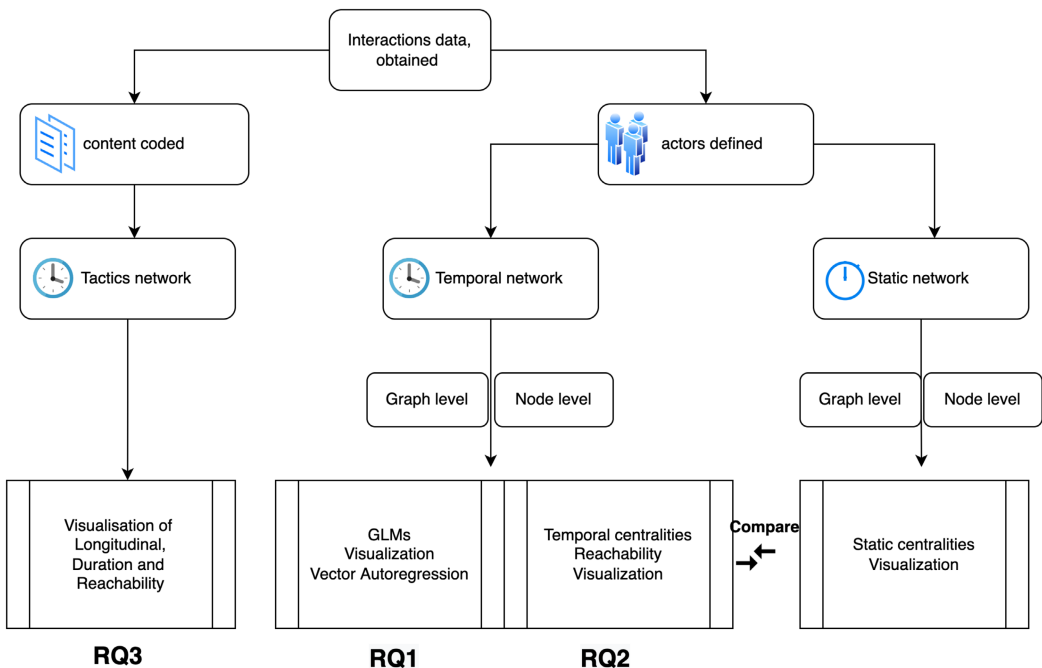 Interactions data,
obtained
content coded
actors defined
Tactics network
Temporal network
Static network
Graph level
Node level
Graph level
Node level
Visualisation of
Longitudinal,
Duration and
Reachability
GLMs
Visualization
Vector Autoregression
Temporal centralities
Reachability
Visualization
Compare
Static centralities
Visualization
RQ3
RQ1
RQ2